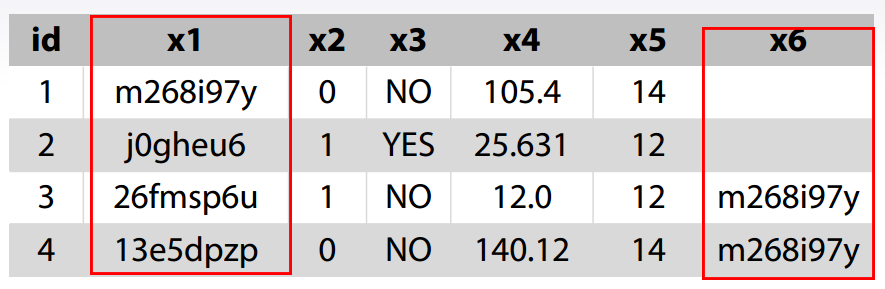 id x1 x2 x3 x4 x5 x6
1 m268i97y 0 NO 105.4 14
2 j0gheu6 1 YES 25.631 12
3 26fmsp6u 1 NO 12.0 12 m268i97y
4 13e5dpzp 0 NO 140.12 14 m268i97y